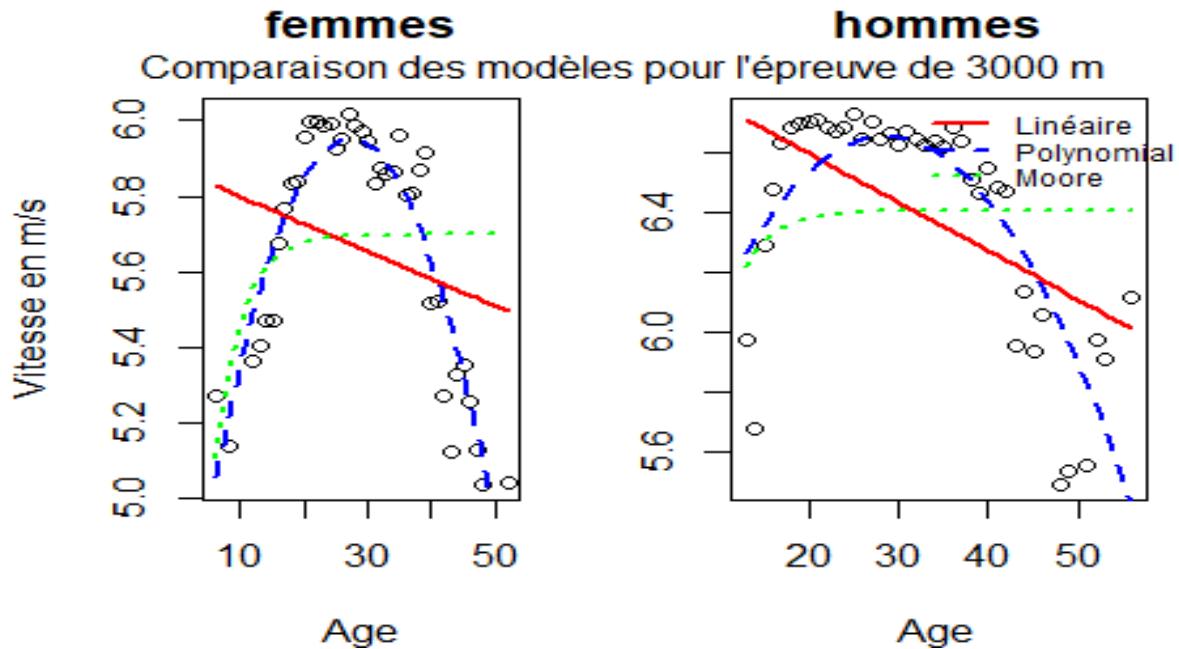 femmes hommes
Comparaison des modèles pour l'épreuve de 3000 m
Vitesse en m/s
6.0
5.8
5.6
5.4
5.2
5.0
10 30 50
Age
6.4
6.0
5.6
Linéaire
Polynomial
Moore
20 30 40 50
Age